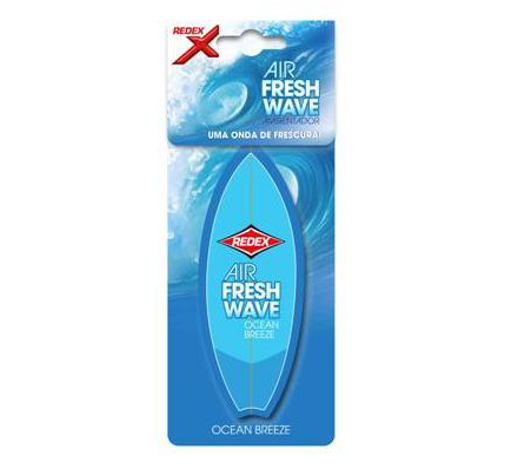 REDEX
AIR
FRESH
WAVE
AMBIENTADOR
UMA ONDA DE FRESCURA!
REDEX
AIR
FRESH
WAVE
OCEAN
BREEZE
OCEAN BREEZE